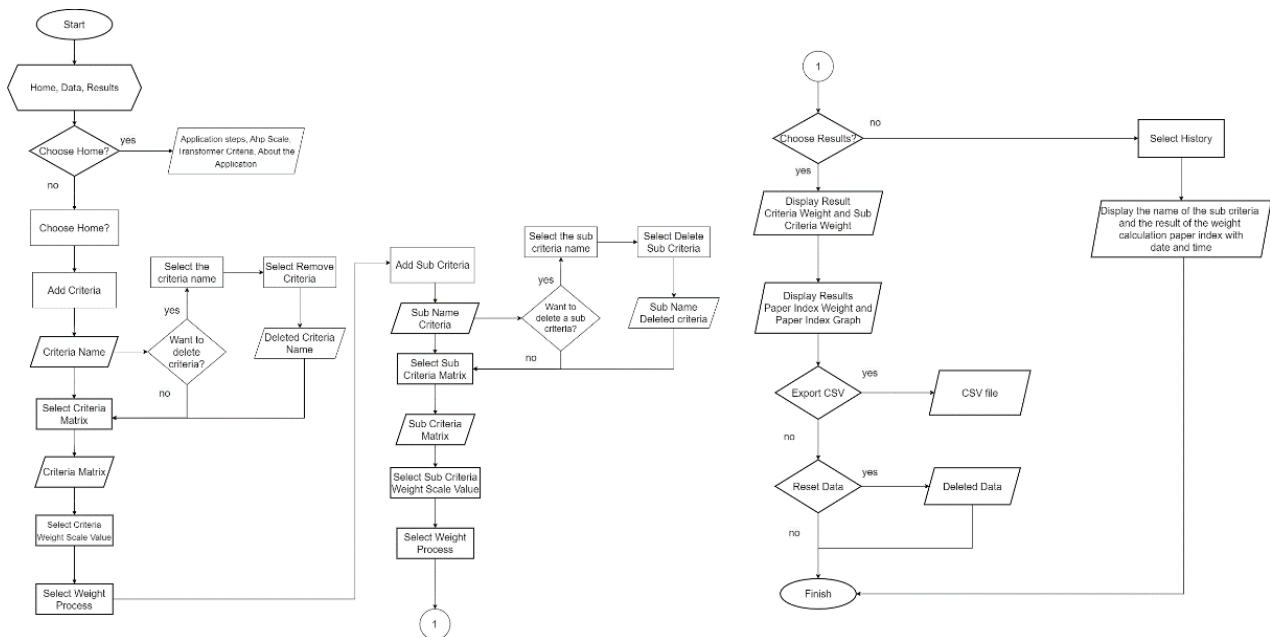 Start
Home, Data, Results
Choose Home?
yes
Application steps, Ahp Scale,
Transformer Criteria, About the
Application
no
Choose Home?
Add Criteria
Criteria Name
Want to
delete
criteria?
yes
Select the
criteria name
Select Remove
Criteria
Deleted Criteria
Name
no
Select Criteria
Matrix
Criteria Matrix
Select Criteria
Weight Scale Value
Select Weight
Process
Add Sub Criteria
Sub Name
Criteria
Want to
delete a sub
criteria?
yes
Select the sub
criteria name
Select Delete
Sub Criteria
Sub Name
Deleted criteria
no
Select Sub
Criteria Matrix
Sub Criteria
Matrix
Select Sub Criteria
Weight Scale Value
Select Weight
Process
1
1
Choose Results?
no
Select History
Display the name of the sub criteria
and the result of the weight
calculation paper index with
date and time
yes
Display Result
Criteria Weight and Sub
Criteria Weight
Display Results
Paper Index Weight and
Paper Index Graph
Export CSV
yes
CSV file
no
Reset Data
yes
Deleted Data
no
Finish